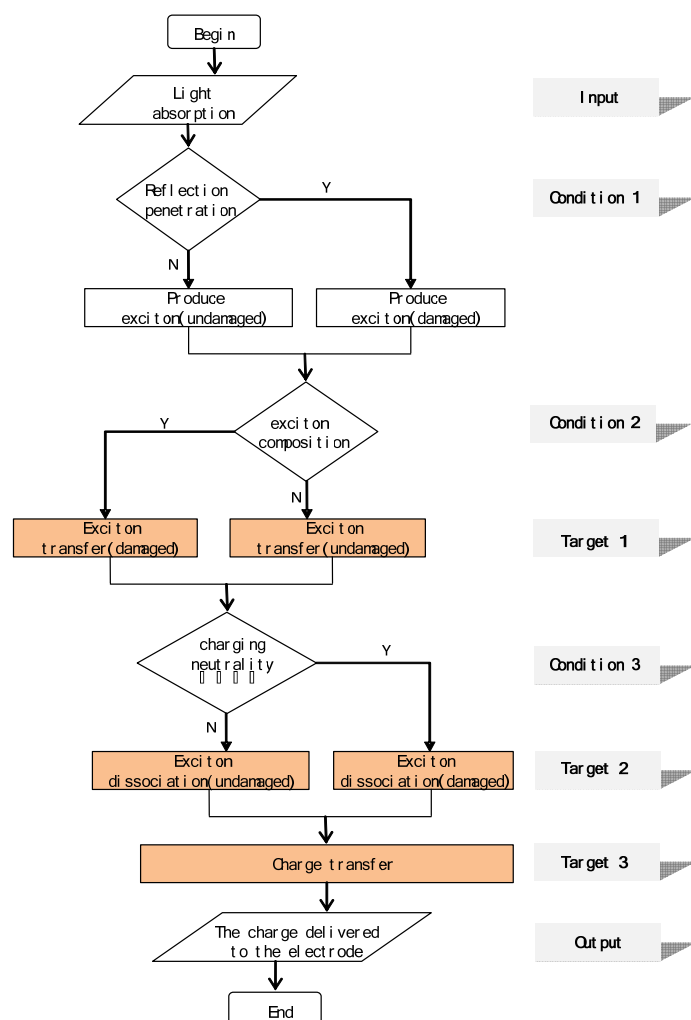 Begin
Light
absorption
Input
Reflection
penetration
Y
Condition 1
N
Produce
exciton(undamaged)
Produce
exciton(damaged)
exciton
composition
Y
Condition 2
N
Exciton
transfer(damaged)
Exciton
transfer(undamaged)
Target 1
charging
neutrality
Y
Condition 3
N
Exciton
dissociation(undamaged)
Exciton
dissociation(damaged)
Target 2
Charge transfer
Target 3
The charge delivered
to the electrode
Output
End